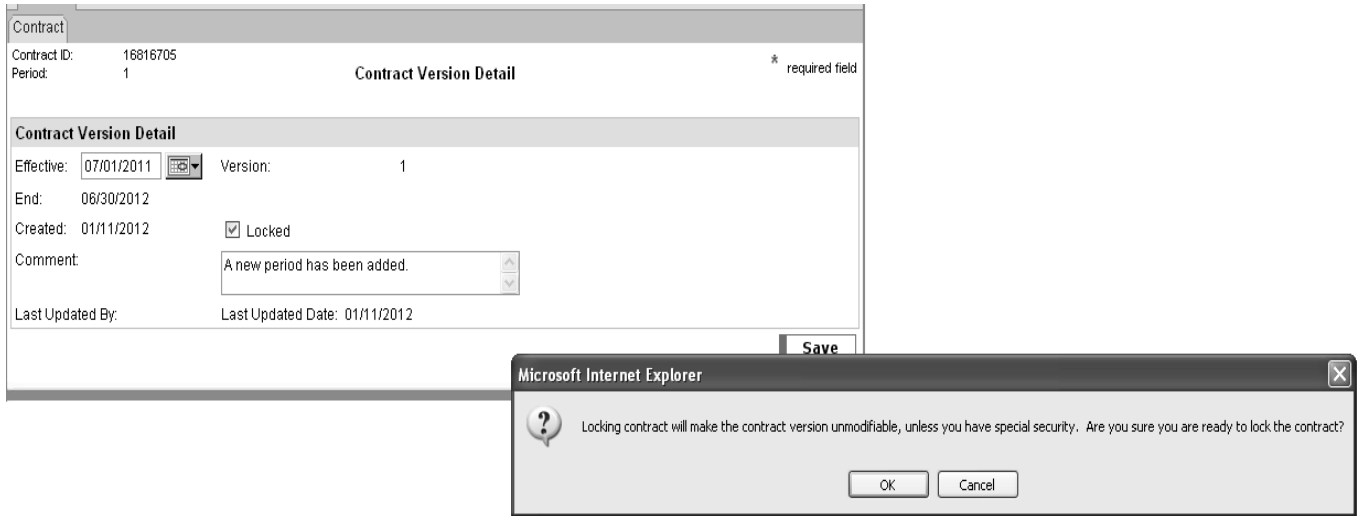 Contract
Contract ID: 16816705
Period: 1
Contract Version Detail
* required field
Contract Version Detail
Effective: 07/01/2011 Version: 1
End: 06/30/2012
Created: 01/11/2012 Locked
Comment: A new period has been added.
Last Updated By: Last Updated Date: 01/11/2012
Save
Microsoft Internet Explorer
Locking contract will make the contract version unmodifiable, unless you have special security. Are you sure you are ready to lock the contract?
OK Cancel